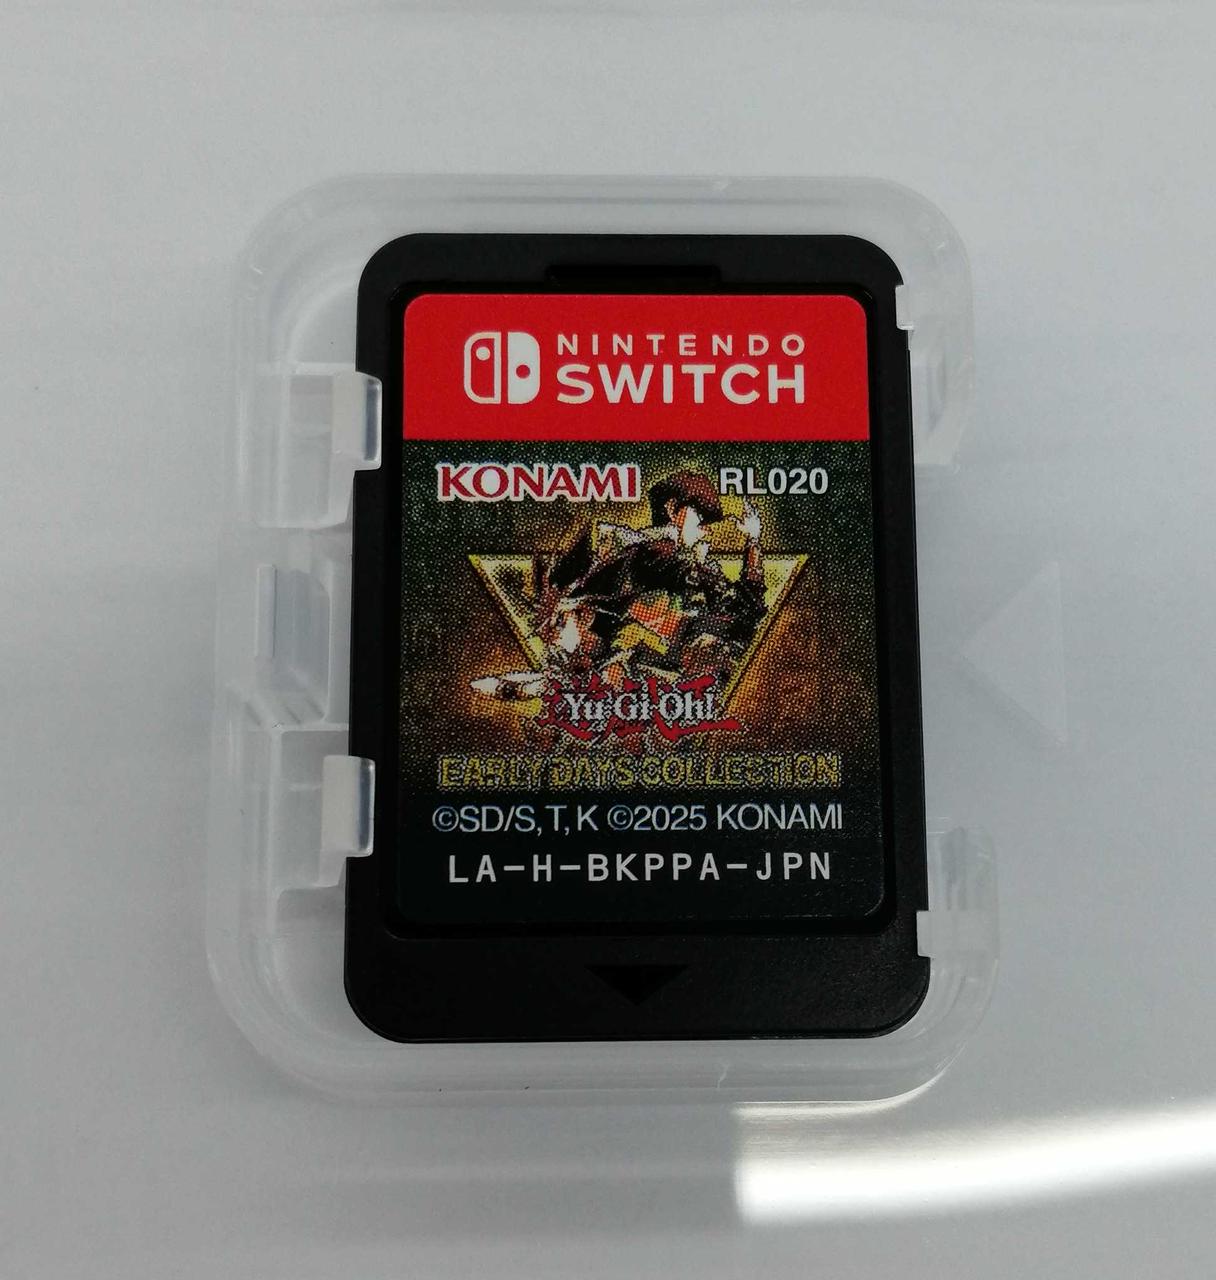 NINTENDO
SWITCH
KONAMI RL020
Yu-Gi-Oh!
EARLY DAYS COLLECTION
©SD/S, T, K ©2025 KONAMI
LA-H-BKPPA-JPN